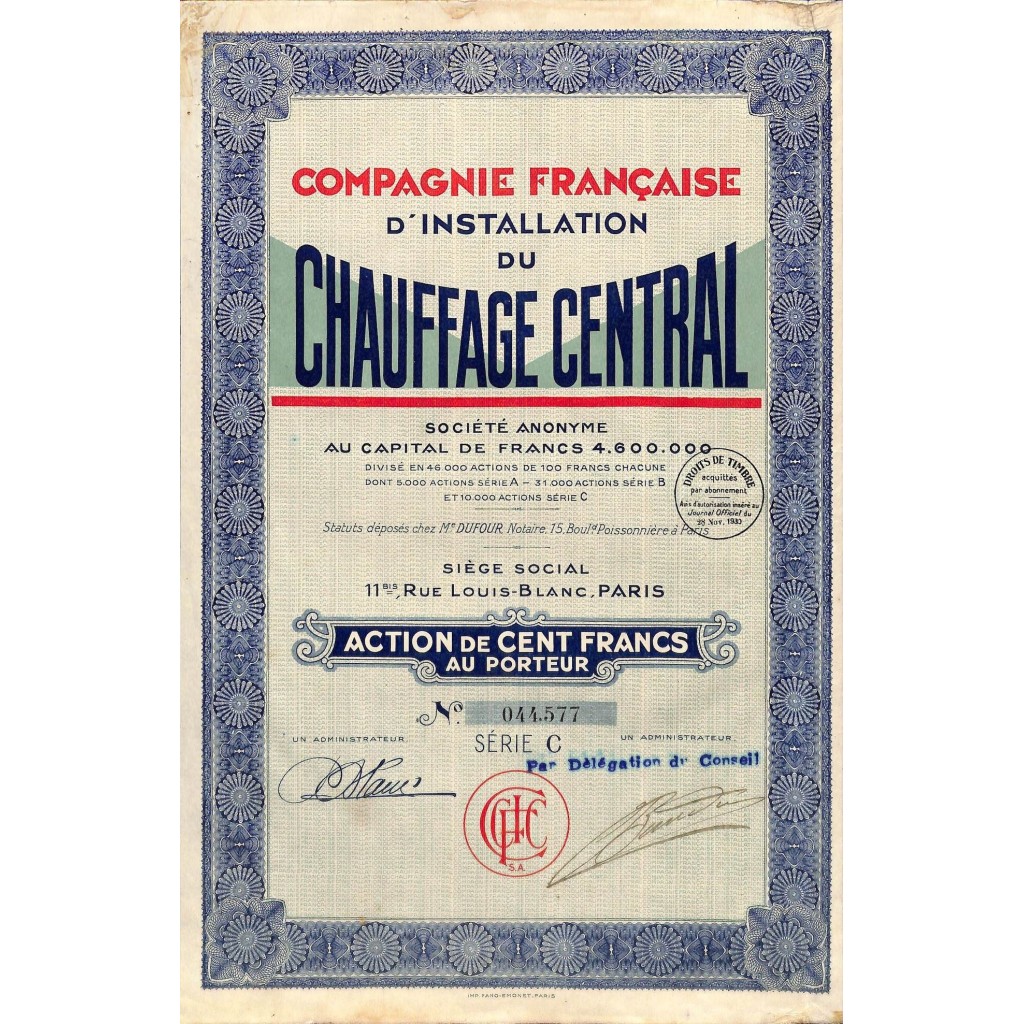 COMPAGNIE FRANÇAISE
D'INSTALLATION
DU
CHAUFFAGE CENTRAL
SOCIÉTÉ ANONYME
AU CAPITAL DE FRANCS 4.600.000
DIVISÉ EN 46.000 ACTIONS DE 100 FRANCS CHACUNE
DONT 5.000 ACTIONS SÉRIE A – 31.000 ACTIONS SÉRIE B
ET 10.000 ACTIONS SÉRIE C
DROITS DE TIMBRE
acquittés
par abonnement
Avis d'autorisation inséré au
Journal Officiel du
28 Nov. 1930
Statuts déposés chez Me DUFOUR Notaire, 15, Bould Poissonnière à Paris
SIÈGE SOCIAL
11 BIS, RUE LOUIS-BLANC, PARIS
ACTION DE CENT FRANCS
AU PORTEUR
No. 044.577
SÉRIE C
UN ADMINISTRATEUR,
UN ADMINISTRATEUR,
Par Délégation du Conseil
S.A.